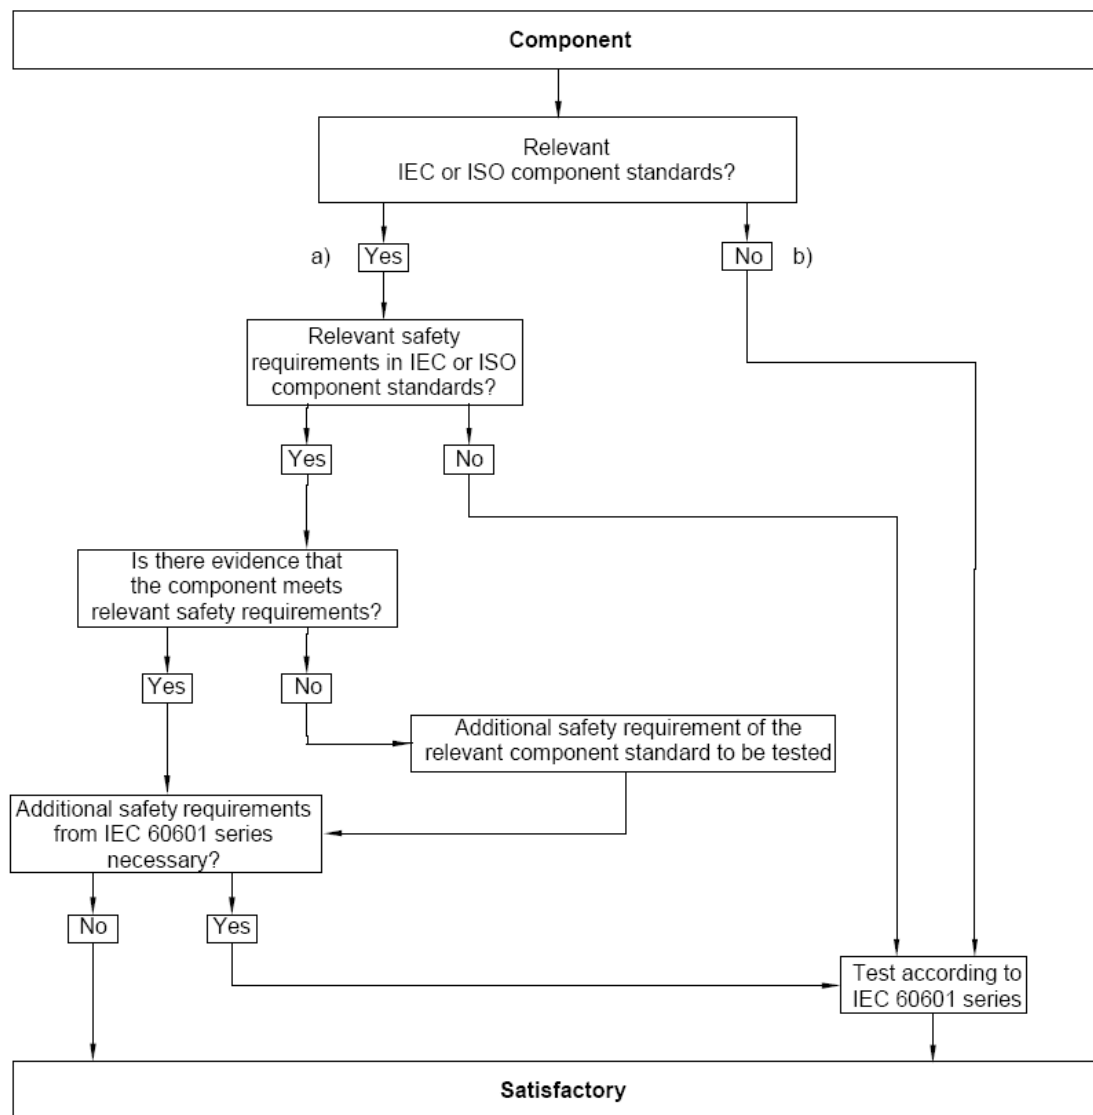 Component
Relevant
IEC or ISO component standards?
a) Yes
No b)
Relevant safety
requirements in IEC or ISO
component standards?
Yes
No
Is there evidence that
the component meets
relevant safety requirements?
Yes
No
Additional safety requirement of the
relevant component standard to be tested
Additional safety requirements
from IEC 60601 series
necessary?
No
Yes
Test according to
IEC 60601 series
Satisfactory